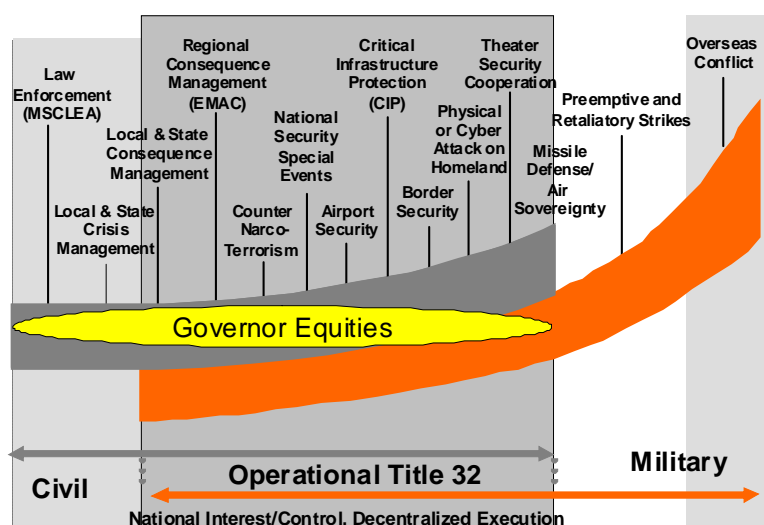 Law
Enforcement
(MSCLEA)
Local & State
Crisis
Management
Local & State
Consequence
Management
Regional
Consequence
Management
(EMAC)
Counter
Narco-
Terrorism
National
Security
Special
Events
Airport
Security
Critical
Infrastructure
Protection
(CIP)
Border
Security
Physical
or Cyber
Attack on
Homeland
Theater
Security
Cooperation
Missile
Defense/
Air
Sovereignty
Preemptive and
Retaliatory Strikes
Overseas
Conflict
Governor Equities
Civil
Operational Title 32
Military
National Interest/Control, Decentralized Execution